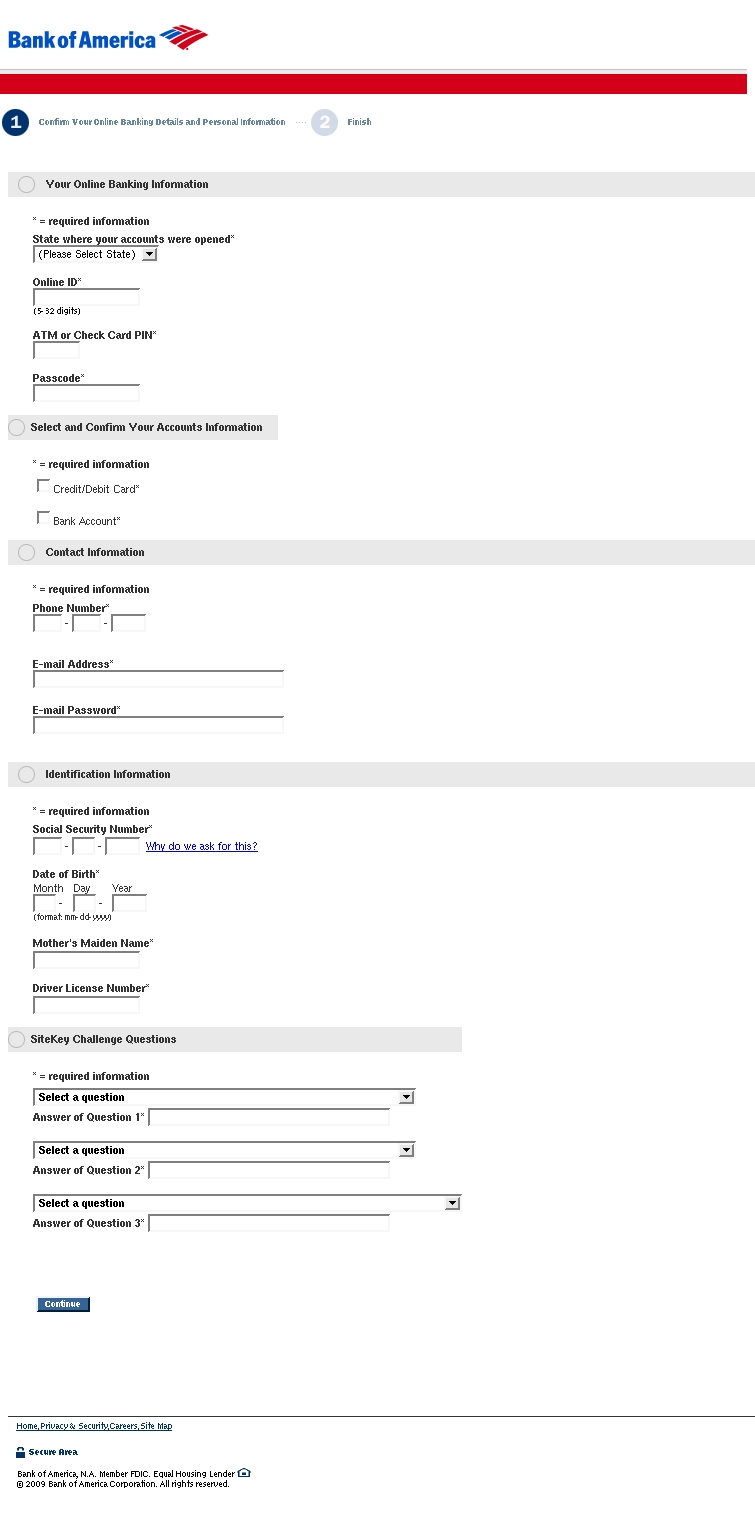 Bank of America
1 Confirm Your Online Banking Details and Personal Information 2 Finish
Your Online Banking Information
* = required information
State where your accounts were opened*
(Please Select State)
Online ID*
(5-32 digits)
ATM or Check Card PIN*
Passcode*
Select and Confirm Your Accounts Information
* = required information
Credit/Debit Card*
Bank Account*
Contact Information
* = required information
Phone Number*
- -
E-mail Address*
E-mail Password*
Identification Information
* = required information
Social Security Number*
- - Why do we ask for this?
Date of Birth*
Month Day Year
- -
(format: mm-dd-yyyy)
Mother's Maiden Name*
Driver License Number*
SiteKey Challenge Questions
* = required information
Select a question
Answer of Question 1*
Select a question
Answer of Question 2*
Select a question
Answer of Question 3*
Continue
Home,Privacy & Security,Careers,Site Map
Secure Area
Bank of America, N.A. Member FDIC. Equal Housing Lender
© 2009 Bank of America Corporation. All rights reserved.